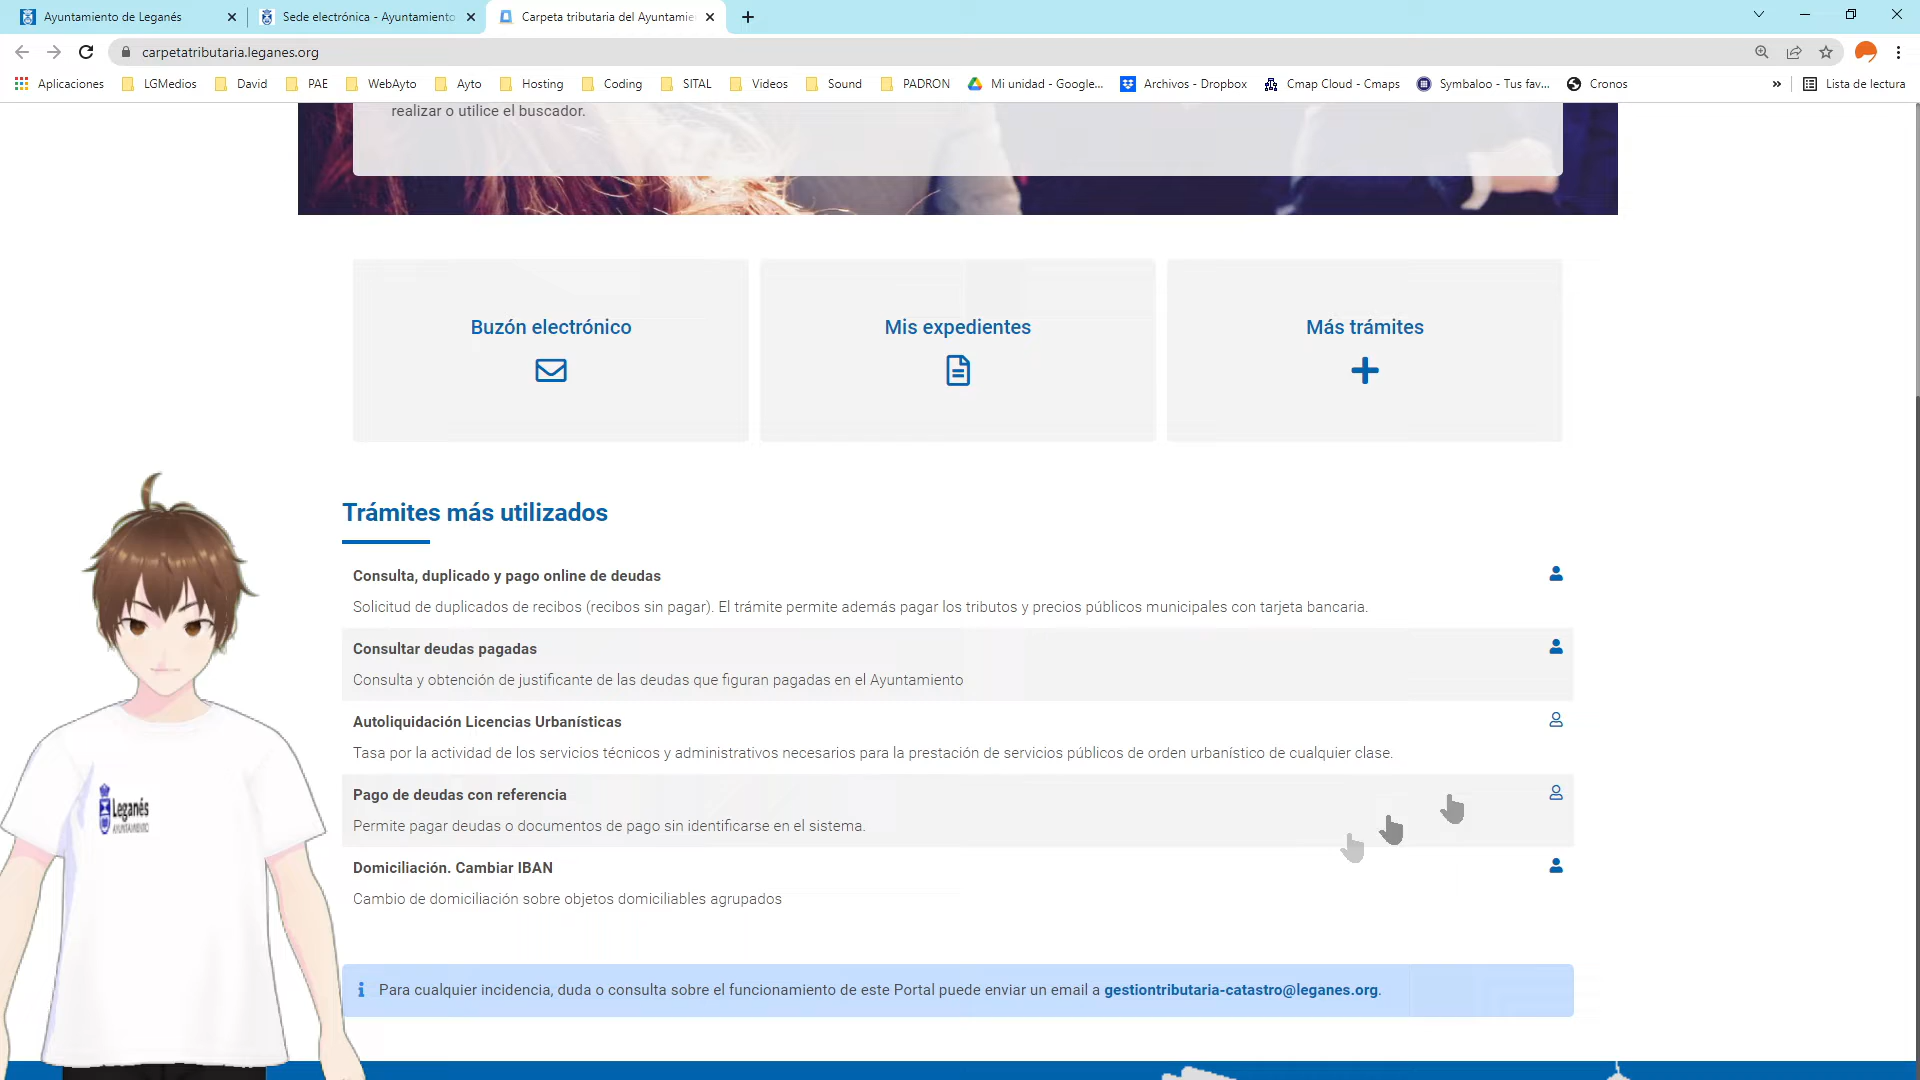 Ayuntamiento de Leganés
Sede electrónica - Ayuntamiento
Carpeta tributaria del Ayuntamie
carpetatributaria.leganes.org
Aplicaciones LGMedios David PAE WebAyto Ayto Hosting Coding SITAL Videos Sound PADRON Mi unidad - Google... Archivos - Dropbox Cmap Cloud - Cmaps Symbaloo - Tus fav... Cronos » Lista de lectura
realizar o utilice el buscador.
Buzón electrónico
Mis expedientes
Más trámites
Trámites más utilizados
Consulta, duplicado y pago online de deudas
Solicitud de duplicados de recibos (recibos sin pagar). El trámite permite además pagar los tributos y precios públicos municipales con tarjeta bancaria.
Consultar deudas pagadas
Consulta y obtención de justificante de las deudas que figuran pagadas en el Ayuntamiento
Autoliquidación Licencias Urbanísticas
Tasa por la actividad de los servicios técnicos y administrativos necesarios para la prestación de servicios públicos de orden urbanístico de cualquier clase.
Pago de deudas con referencia
Permite pagar deudas o documentos de pago sin identificarse en el sistema.
Domiciliación. Cambiar IBAN
Cambio de domiciliación sobre objetos domiciliables agrupados
Para cualquier incidencia, duda o consulta sobre el funcionamiento de este Portal puede enviar un email a gestiontributaria-catastro@leganes.org.
Leganés
AYUNTAMIENTO